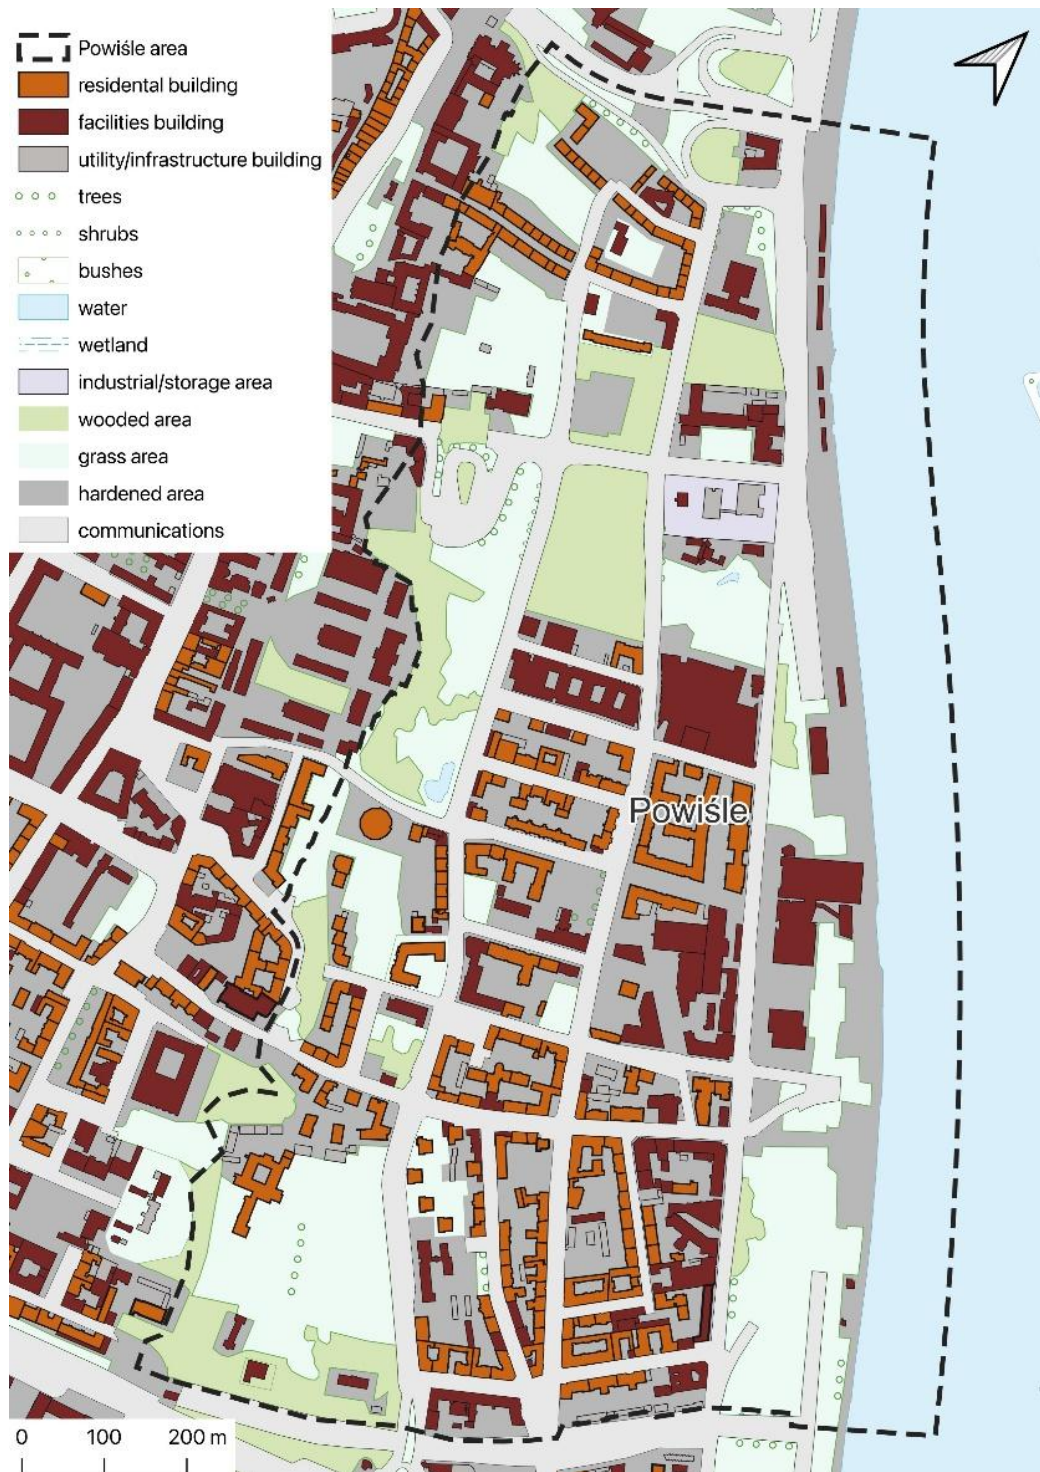 Powiśle area
residental building
facilities building
utility/infrastructure building
trees
shrubs
bushes
water
wetland
industrial/storage area
wooded area
grass area
hardened area
communications
Powiśle
0 100 200 m